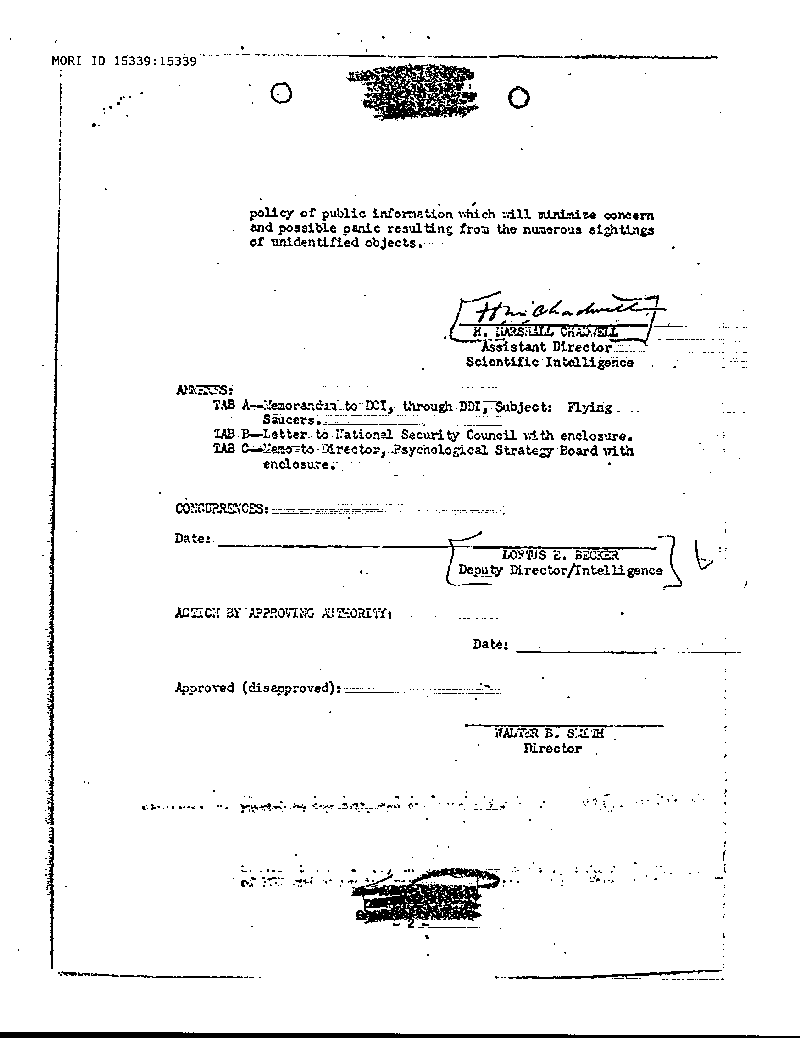 MORI ID 15339:15339
policy of public information which will minimize concern
and possible panic resulting from the numerous sightings
of unidentified objects.
H. MARSHALL CHADWELL
Assistant Director
Scientific Intelligence
ANNEXES:
TAB A--Memorandum to DCI, through DDI, Subject: Flying
Saucers.
TAB B--Letter to National Security Council with enclosure.
TAB C--Memo to Director, Psychological Strategy Board with
enclosure.
CONCURRENCES:
Date:
LOFTUS E. BECKER
Deputy Director/Intelligence
ACTION BY APPROVING AUTHORITY:
Date:
Approved (disapproved):
WALTER B. SMITH
Director
- 2 -